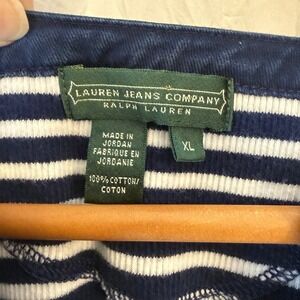 LAUREN JEANS COMPANY
RALPH LAUREN
XL
MADE IN
JORDAN
FABRIQUE EN
JORDANIE
100% COTTON/
COTON